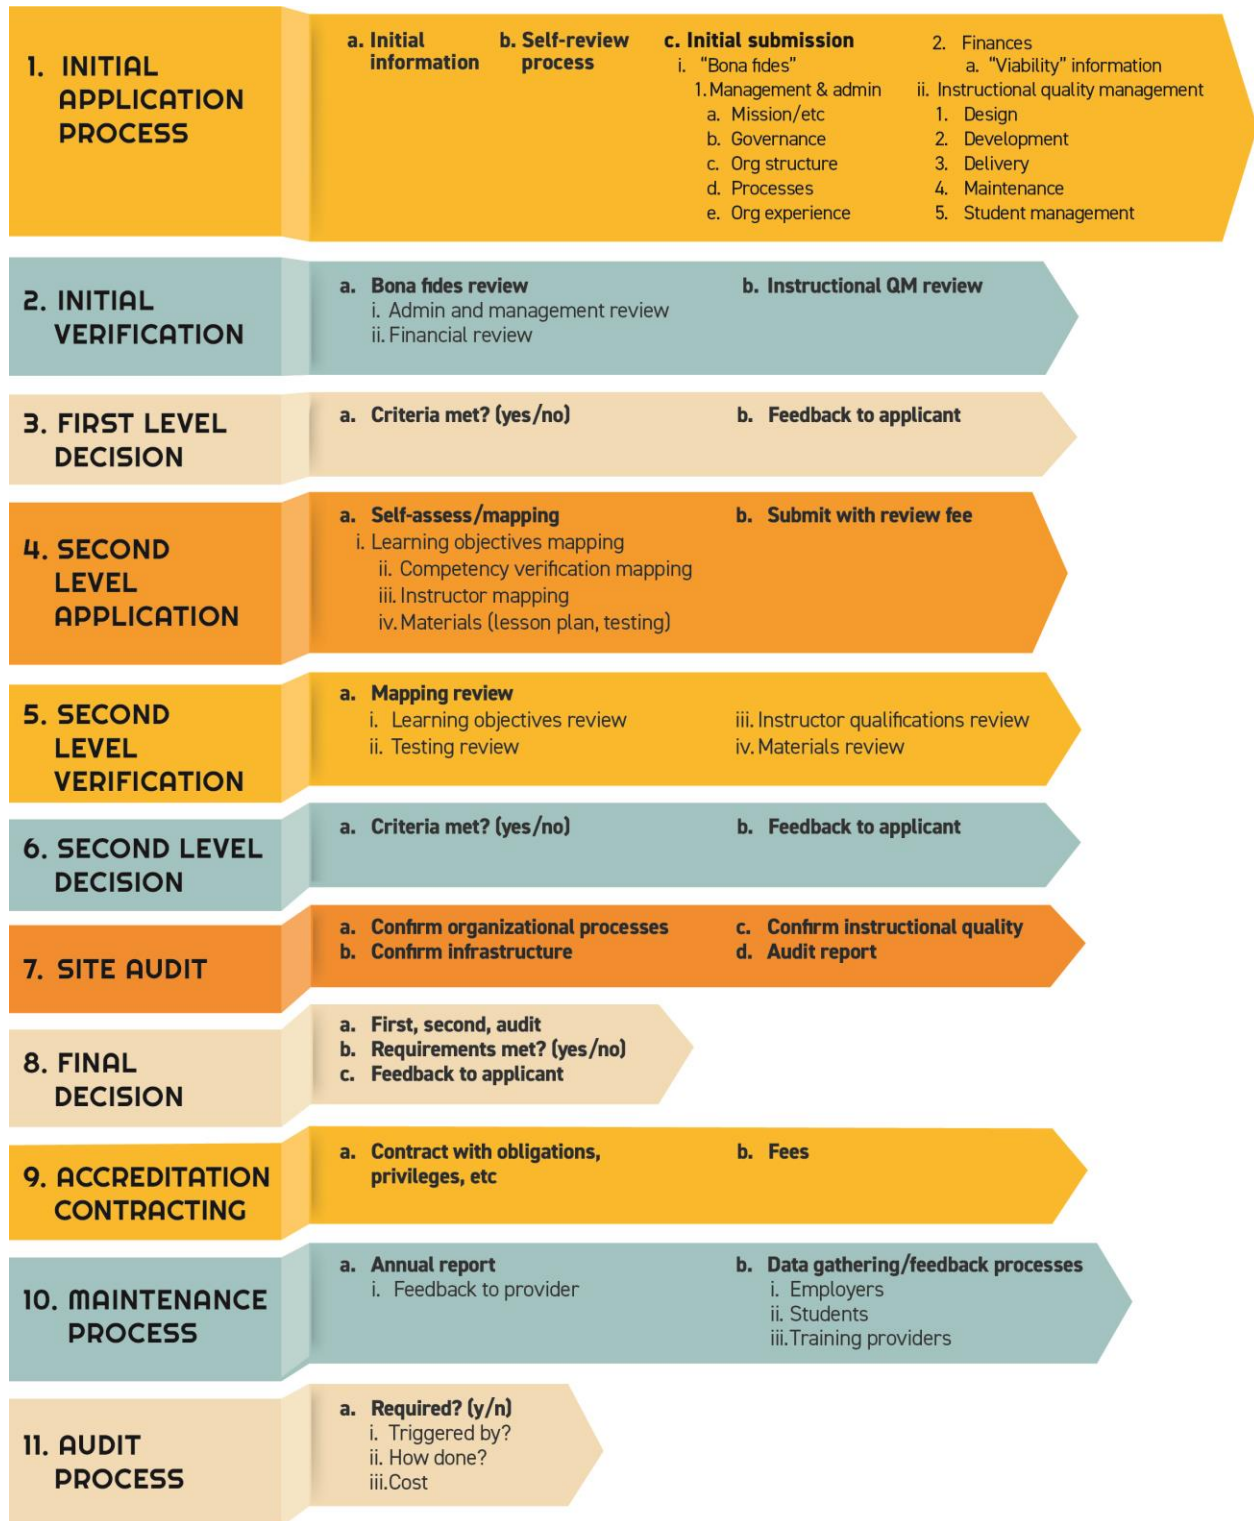 1. INITIAL
APPLICATION
PROCESS
a. Initial
information
b. Self-review
process
c. Initial submission
i. “Bona fides”
1. Management & admin
a. Mission/etc
b. Governance
c. Org structure
d. Processes
e. Org experience
2. Finances
a. “Viability” information
ii. Instructional quality management
1. Design
2. Development
3. Delivery
4. Maintenance
5. Student management
2. INITIAL
VERIFICATION
a. Bona fides review
i. Admin and management review
ii. Financial review
b. Instructional QM review
3. FIRST LEVEL
DECISION
a. Criteria met? (yes/no)
b. Feedback to applicant
4. SECOND
LEVEL
APPLICATION
a. Self-assess/mapping
i. Learning objectives mapping
ii. Competency verification mapping
iii. Instructor mapping
iv. Materials (lesson plan, testing)
b. Submit with review fee
5. SECOND
LEVEL
VERIFICATION
a. Mapping review
i. Learning objectives review
ii. Testing review
iii. Instructor qualifications review
iv. Materials review
6. SECOND LEVEL
DECISION
a. Criteria met? (yes/no)
b. Feedback to applicant
7. SITE AUDIT
a. Confirm organizational processes
b. Confirm infrastructure
c. Confirm instructional quality
d. Audit report
8. FINAL
DECISION
a. First, second, audit
b. Requirements met? (yes/no)
c. Feedback to applicant
9. ACCREDITATION
CONTRACTING
a. Contract with obligations,
privileges, etc
b. Fees
10. MAINTENANCE
PROCESS
a. Annual report
i. Feedback to provider
b. Data gathering/feedback processes
i. Employers
ii. Students
iii. Training providers
11. AUDIT
PROCESS
a. Required? (y/n)
i. Triggered by?
ii. How done?
iii. Cost